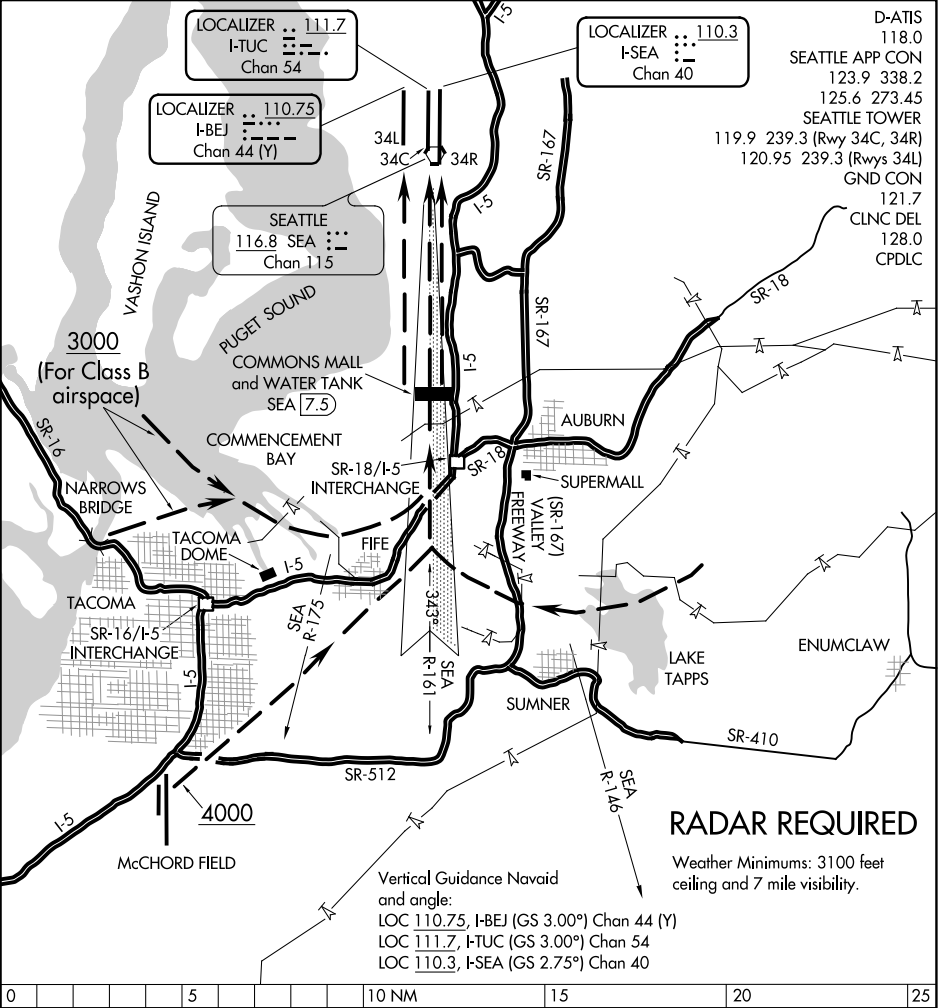 LOCALIZER 111.7
I-TUC
Chan 54
LOCALIZER 110.3
I-SEA
Chan 40
LOCALIZER 110.75
I-BEJ
Chan 44 (Y)
D-ATIS
118.0
SEATTLE APP CON
123.9 338.2
125.6 273.45
SEATTLE TOWER
119.9 239.3 (Rwy 34C, 34R)
120.95 239.3 (Rwys 34L)
GND CON
121.7
CLNC DEL
128.0
CPDLC
I-5
34L
34C
34R
SR-167
I-5
SEATTLE
116.8 SEA
Chan 115
VASHON ISLAND
PUGET SOUND
SR-18
SR-167
I-5
3000
(For Class B
airspace)
COMMONS MALL
and WATER TANK
SEA 7.5
SR-16
COMMENCEMENT
BAY
AUBURN
SR-18
SR-18/I-5
INTERCHANGE
SUPERMALL
NARROWS
BRIDGE
(SR-167)
VALLEY
FREEWAY
TACOMA
DOME
FIFE
I-5
TACOMA
SR-16/I-5
INTERCHANGE
SEA
R-175
343°
SEA
R-161
I-5
ENUMCLAW
LAKE
TAPPS
SUMNER
SR-410
SR-512
SEA
R-146
4000
I-5
McCHORD FIELD
RADAR REQUIRED
Weather Minimums: 3100 feet
ceiling and 7 mile visibility.
Vertical Guidance Navaid
and angle:
LOC 110.75, I-BEJ (GS 3.00°) Chan 44 (Y)
LOC 111.7, I-TUC (GS 3.00°) Chan 54
LOC 110.3, I-SEA (GS 2.75°) Chan 40
0 5 10 NM 15 20 25